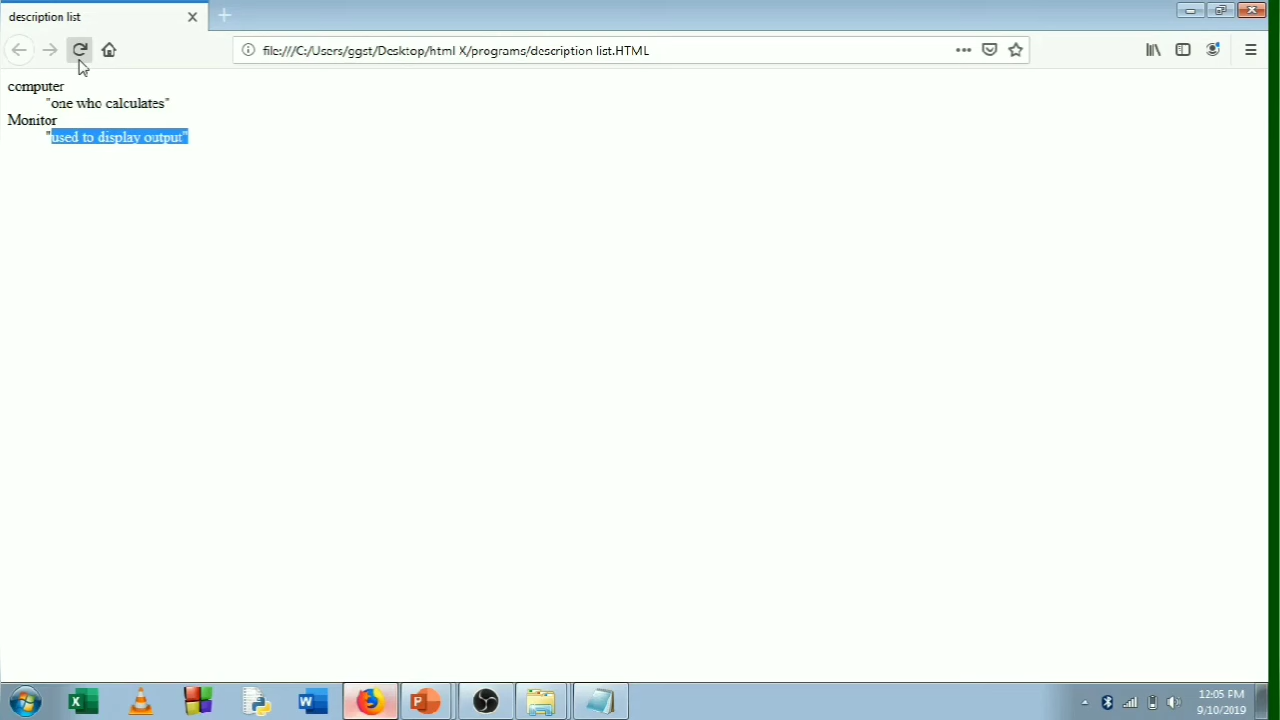 description list
file:///C:/Users/ggst/Desktop/html X/programs/description list.HTML
computer
"one who calculates"
Monitor
"used to display output"
12:05 PM
9/10/2019